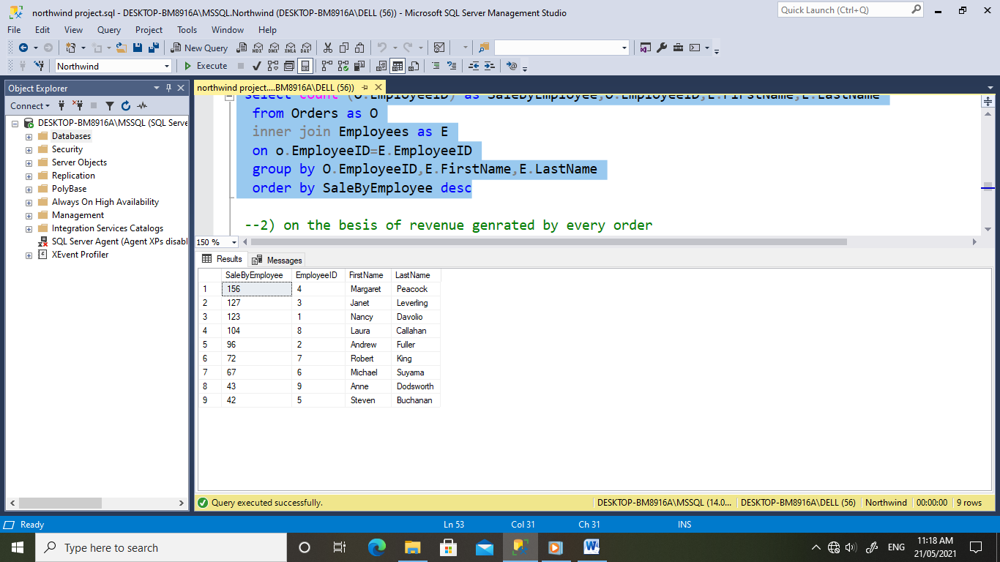 northwind project.sql - DESKTOP-BM8916A\MSSQL.Northwind (DESKTOP-BM8916A\DELL (56)) - Microsoft SQL Server Management Studio
Quick Launch (Ctrl+Q)
File Edit View Query Project Tools Window Help
New Query MDX DMX XMLA DAX
Northwind Execute
Object Explorer
Connect
DESKTOP-BM8916A\MSSQL (SQL Serve
Databases
Security
Server Objects
Replication
PolyBase
Always On High Availability
Management
Integration Services Catalogs
SQL Server Agent (Agent XPs disabl
XEvent Profiler
northwind project....BM8916A\DELL (56))
select count (o.EmployeeID) as SaleByEmployee,O.EmployeeID,E.FirstName,E.LastName
from Orders as O
inner join Employees as E
on o.EmployeeID=E.EmployeeID
group by O.EmployeeID,E.FirstName,E.LastName
order by SaleByEmployee desc
--2) on the besis of revenue genrated by every order
150 %
Results Messages
SaleByEmployee EmployeeID FirstName LastName
1 156 4 Margaret Peacock
2 127 3 Janet Leverling
3 123 1 Nancy Davolio
4 104 8 Laura Callahan
5 96 2 Andrew Fuller
6 72 7 Robert King
7 67 6 Michael Suyama
8 43 9 Anne Dodsworth
9 42 5 Steven Buchanan
Query executed successfully. DESKTOP-BM8916A\MSSQL (14.0... DESKTOP-BM8916A\DELL (56) Northwind 00:00:00 9 rows
Ready Ln 53 Col 31 Ch 31 INS
Type here to search
ENG
11:18 AM
21/05/2021